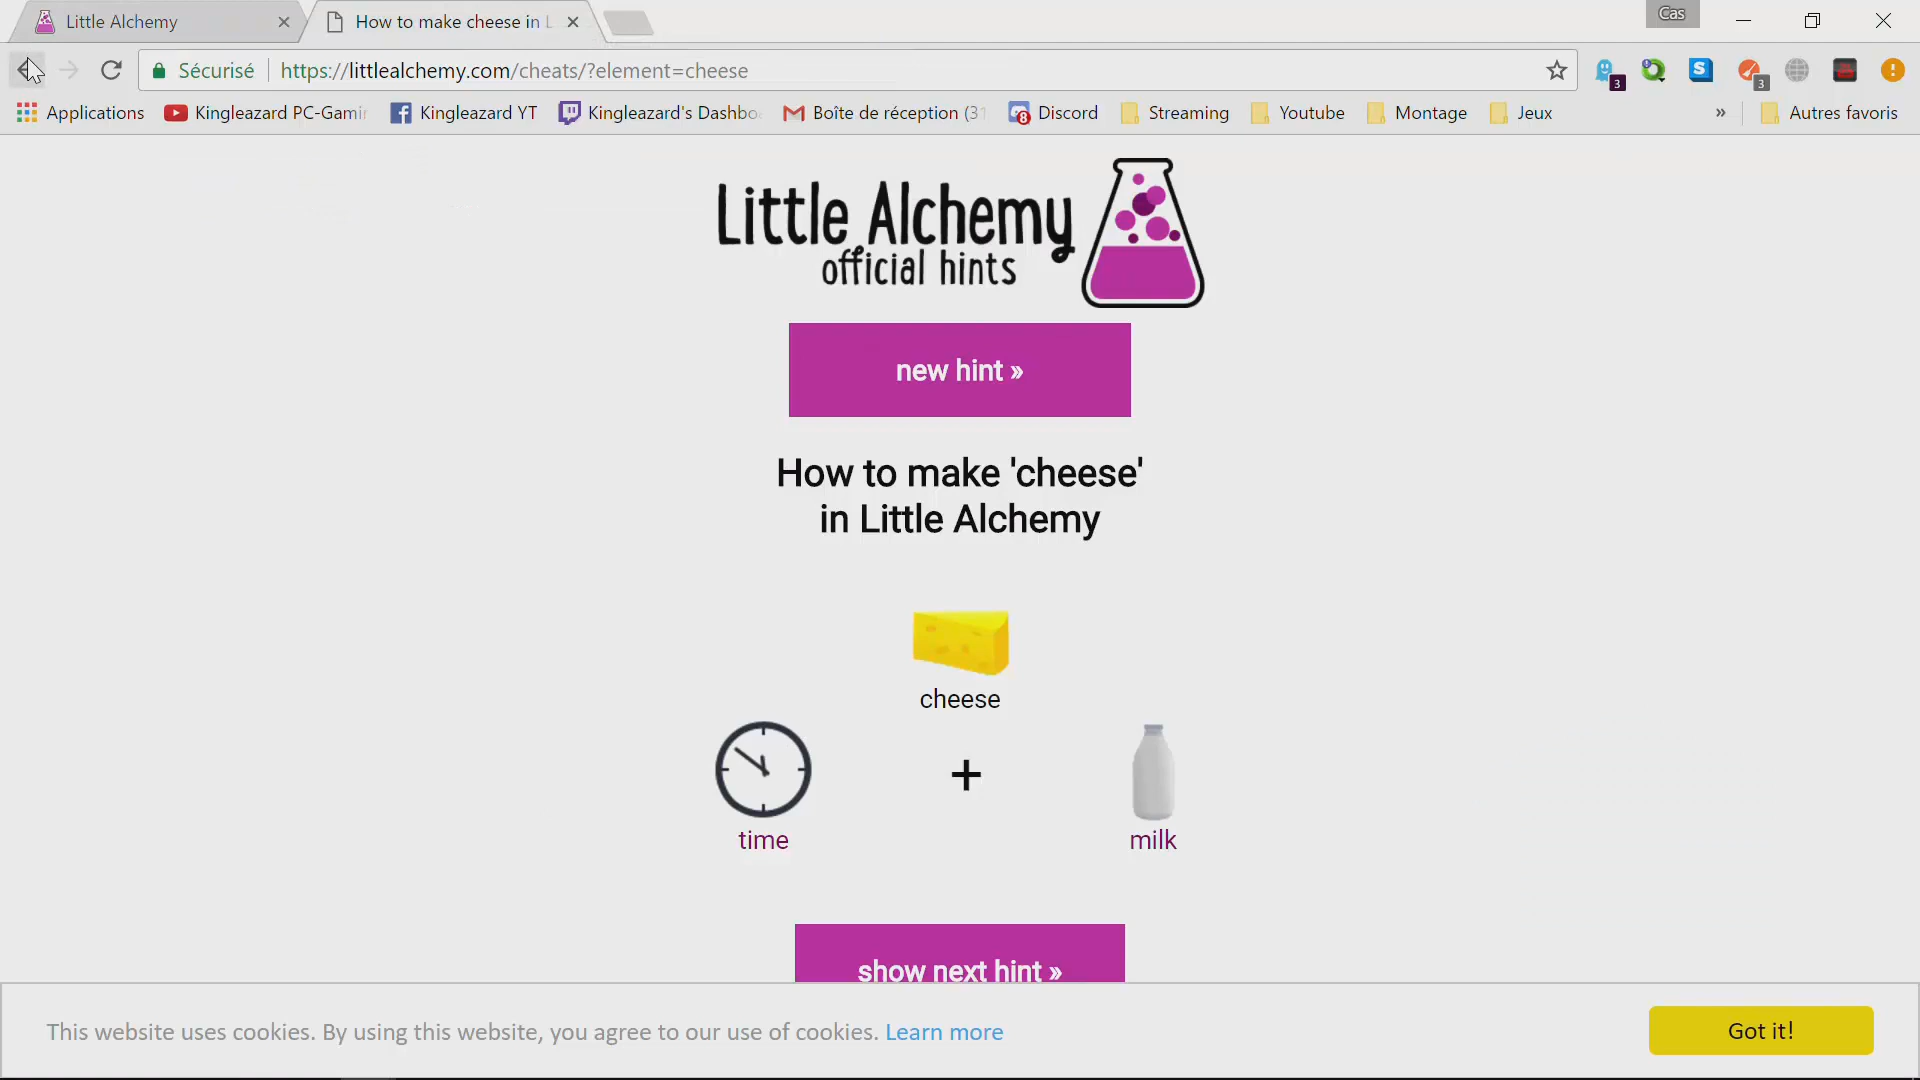 Little Alchemy
How to make cheese in L
Cas
Sécurisé
https://littlealchemy.com/cheats/?element=cheese
3
3
Applications
Kingleazard PC-Gami
Kingleazard YT
Kingleazard's Dashbo
Boîte de réception (31
8
Discord
Streaming
Youtube
Montage
Jeux
»
Autres favoris
Little Alchemy
official hints
new hint »
How to make 'cheese'
in Little Alchemy
cheese
+
time
milk
show next hint »
This website uses cookies. By using this website, you agree to our use of cookies. Learn more
Got it!